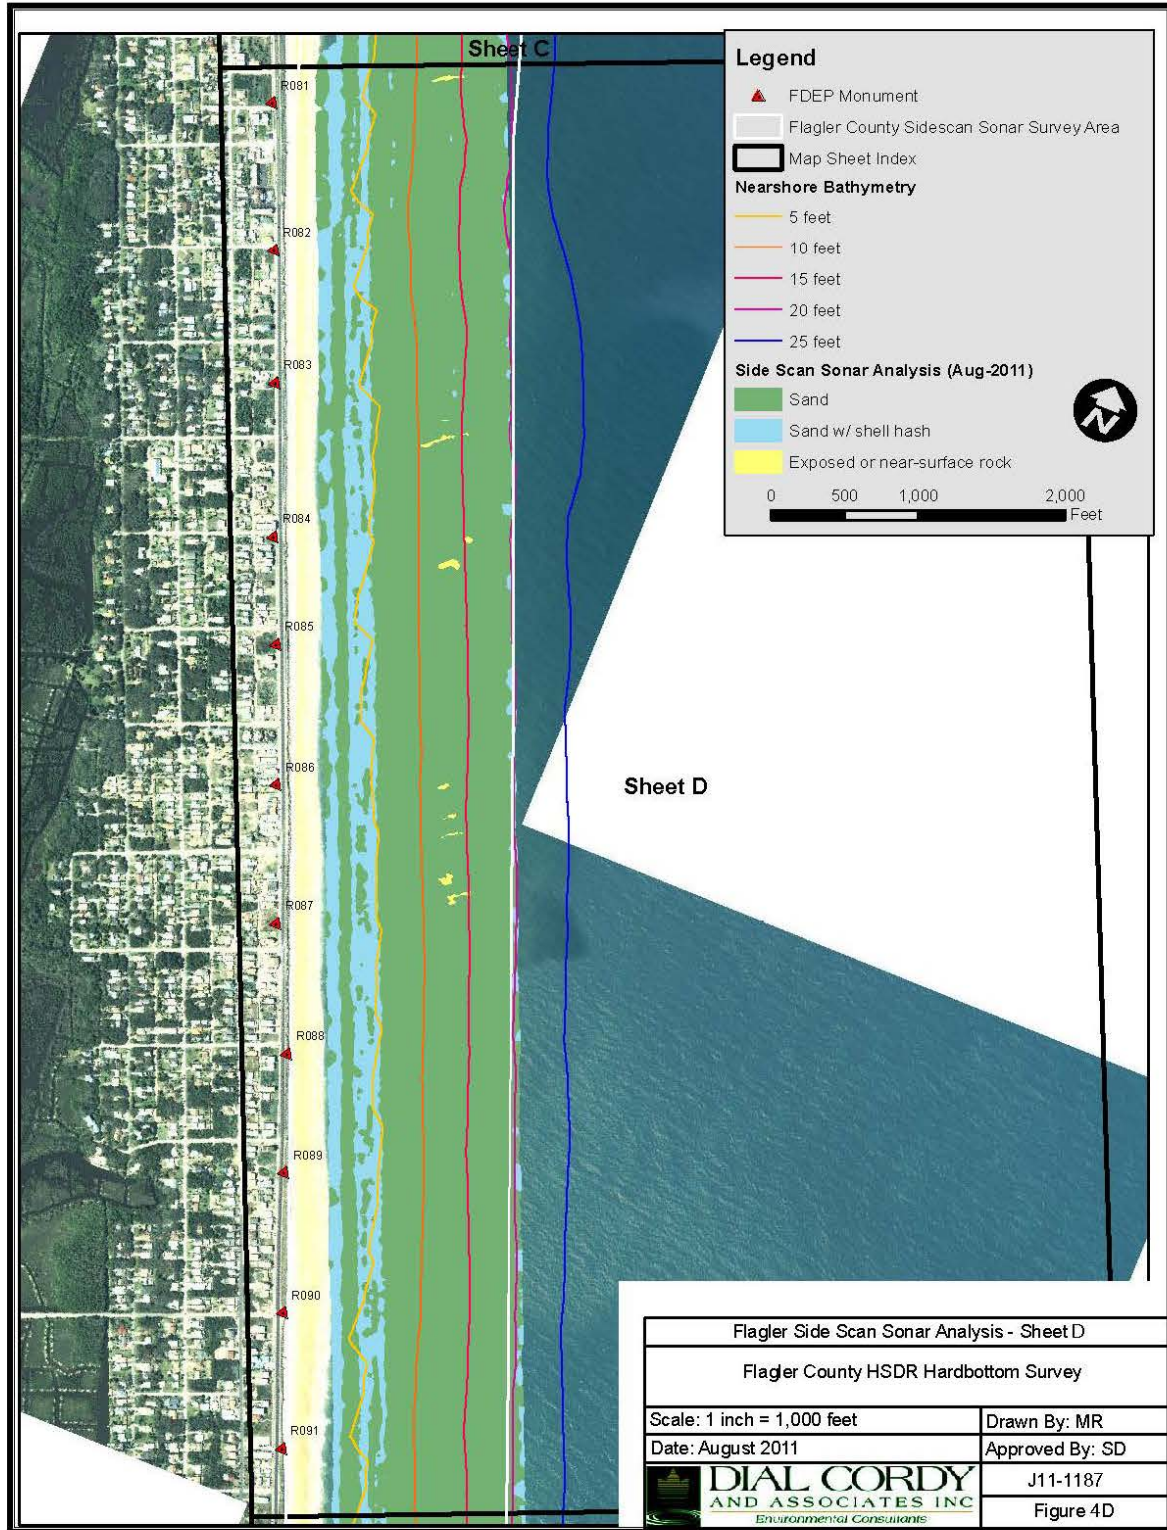 Sheet C
Legend
FDEP Monument
Flagler County Sidescan Sonar Survey Area
Map Sheet Index
Nearshore Bathymetry
5 feet
10 feet
15 feet
20 feet
25 feet
Side Scan Sonar Analysis (Aug-2011)
Sand
Sand w/ shell hash
Exposed or near-surface rock
N
0 500 1,000 2,000
Feet
R081
R082
R083
R084
R085
R086
R087
R088
R089
R090
R091
Sheet D
Flagler Side Scan Sonar Analysis - Sheet D
Flagler County HSDR Hardbottom Survey
Scale: 1 inch = 1,000 feet
Drawn By: MR
Date: August 2011
Approved By: SD
DIAL CORDY
AND ASSOCIATES INC
Environmental Consultants
J11-1187
Figure 4D